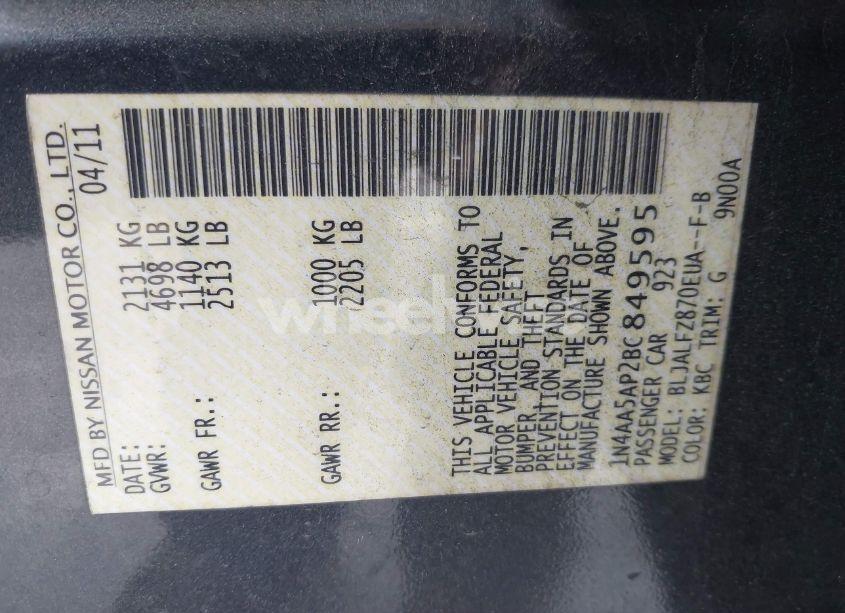 MFD BY NISSAN MOTOR CO., LTD.
DATE: 04/11
GVWR: 2131 KG
4698 LB
GAWR FR.: 1140 KG
2513 LB
GAWR RR.: 1000 KG
2205 LB
THIS VEHICLE CONFORMS TO
ALL APPLICABLE FEDERAL
MOTOR VEHICLE SAFETY,
BUMPER, AND THEFT
PREVENTION STANDARDS IN
EFFECT ON THE DATE OF
MANUFACTURE SHOWN ABOVE.
1N4AA5AP2BC849595
PASSENGER CAR 923
MODEL: BLJALFZ870EUA--F-B
COLOR: KBC TRIM: G 9N00A